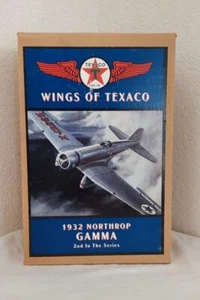 TEXACO
T
WINGS OF TEXACO
1932 NORTHROP
GAMMA
2nd In The Series